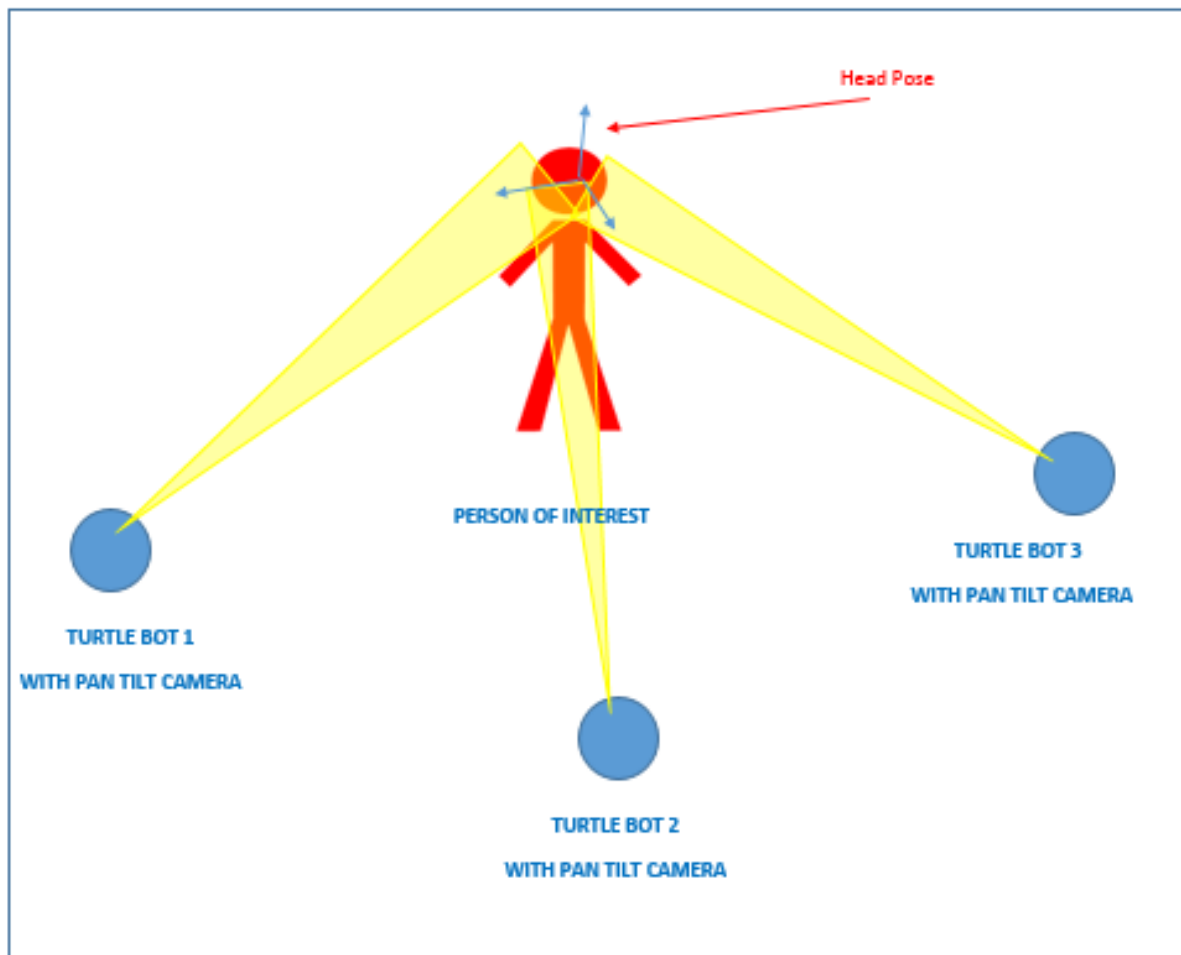 Head Pose
PERSON OF INTEREST
TURTLE BOT 3
WITH PAN TILT CAMERA
TURTLE BOT 1
WITH PAN TILT CAMERA
TURTLE BOT 2
WITH PAN TILT CAMERA